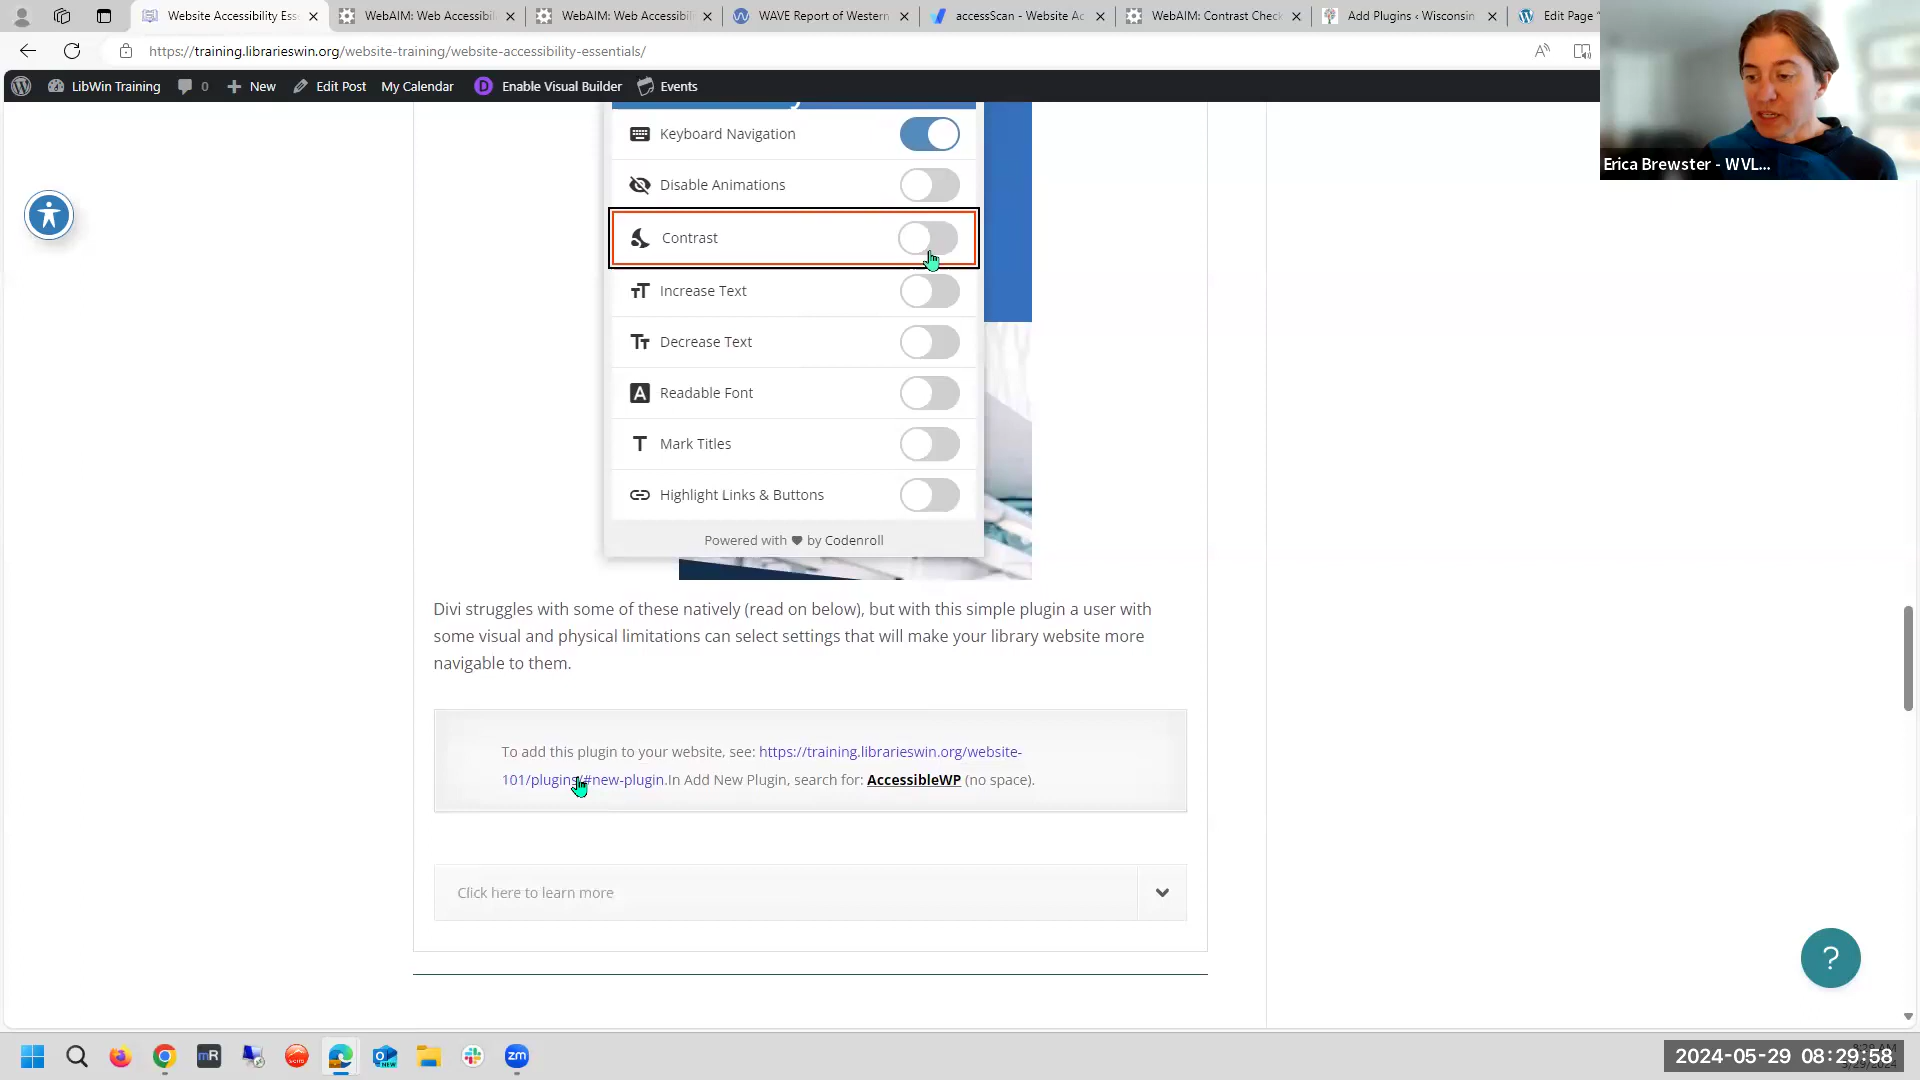 Website Accessibility Ess
WebAIM: Web Accessibili
WebAIM: Web Accessibili
WAVE Report of Western
accessScan - Website Ac
WebAIM: Contrast Check
Add Plugins ‹ Wisconsin
Edit Page "
https://training.librarieswin.org/website-training/website-accessibility-essentials/
LibWin Training
0
New
Edit Post
My Calendar
D
Enable Visual Builder
Events
Erica Brewster - WVL...
Keyboard Navigation
Disable Animations
Contrast
Increase Text
Decrease Text
Readable Font
Mark Titles
Highlight Links & Buttons
Powered with ♥ by Codenroll
Divi struggles with some of these natively (read on below), but with this simple plugin a user with
some visual and physical limitations can select settings that will make your library website more
navigable to them.
To add this plugin to your website, see: https://training.librarieswin.org/website-
101/plugins/#new-plugin.In Add New Plugin, search for: AccessibleWP (no space).
Click here to learn more
?
mR
zm
2024-05-29 08:29:58